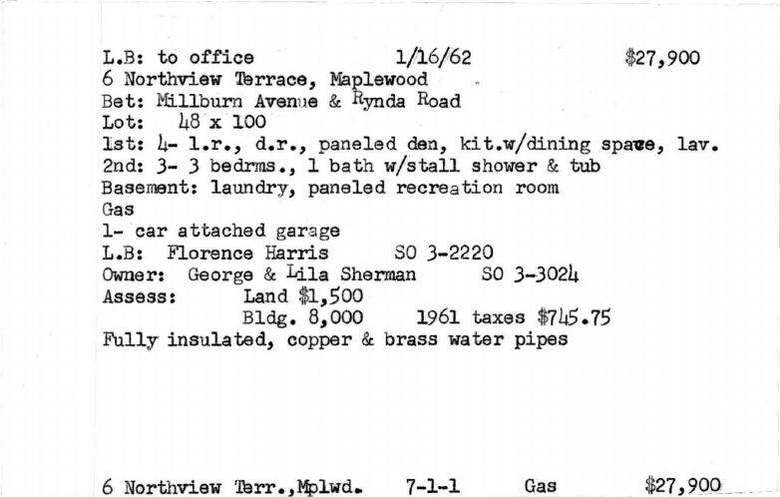 L.B: to office 1/16/62 $27,900
6 Northview Terrace, Maplewood
Bet: Millburn Avenue & Rynda Road
Lot: 48 x 100
1st: 4- l.r., d.r., paneled den, kit.w/dining space, lav.
2nd: 3- 3 bedrms., 1 bath w/stall shower & tub
Basement: laundry, paneled recreation room
Gas
1- car attached garage
L.B: Florence Harris SO 3-2220
Owner: George & Lila Sherman SO 3-3024
Assess: Land $1,500
Bldg. 8,000 1961 taxes $745.75
Fully insulated, copper & brass water pipes
6 Northview Terr.,Mplwd. 7-1-1 Gas $27,900